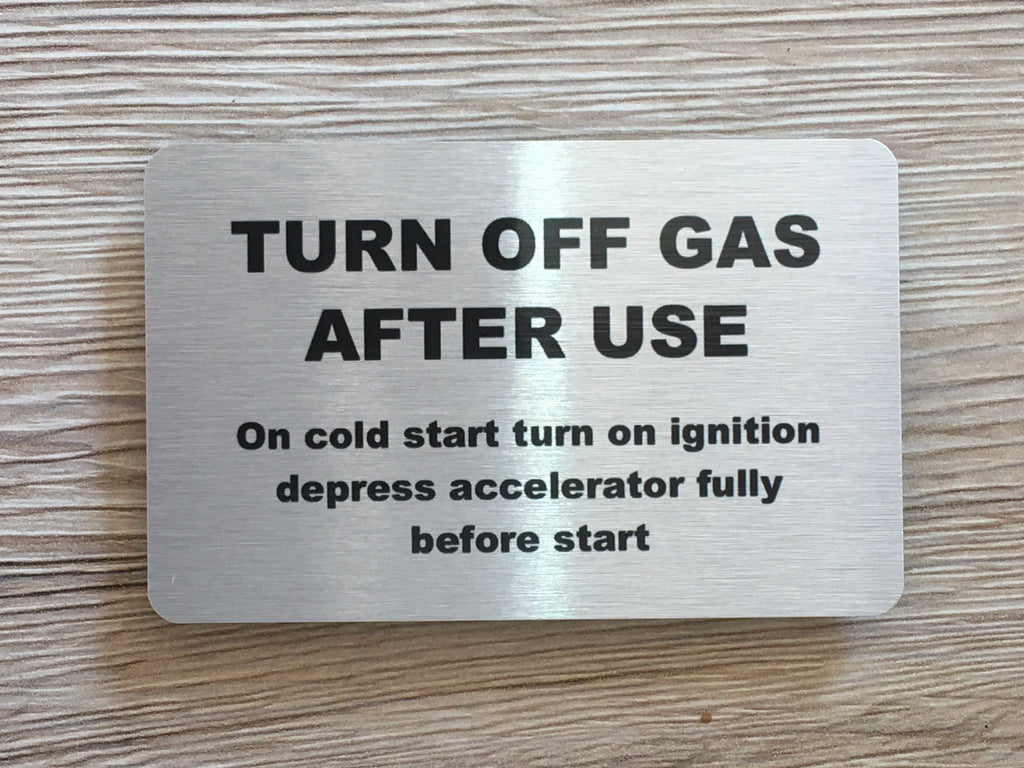 TURN OFF GAS
AFTER USE
On cold start turn on ignition
depress accelerator fully
before start